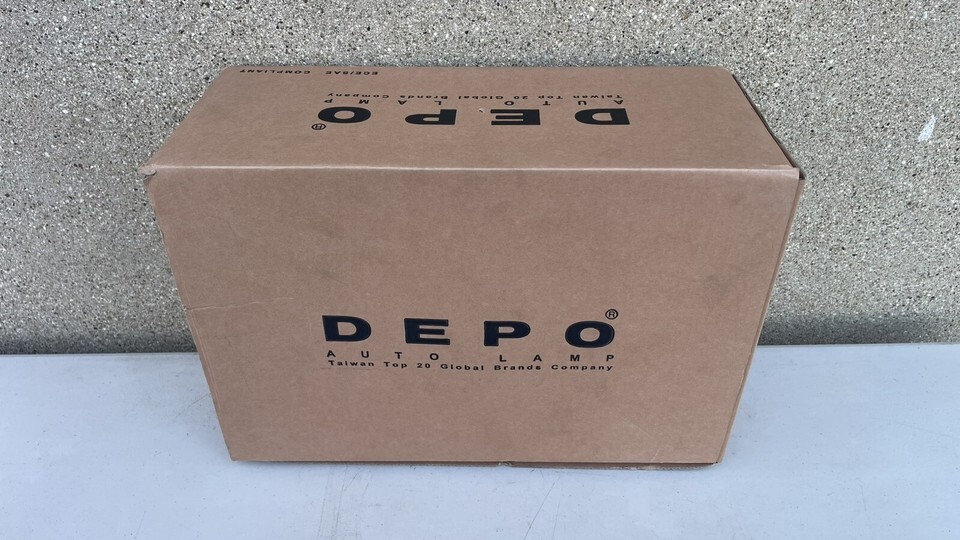 ECE/SAE COMPLIANT
DEPO®
AUTO LAMP
Taiwan Top 20 Global Brands Company
DEPO®
AUTO LAMP
Taiwan Top 20 Global Brands Company